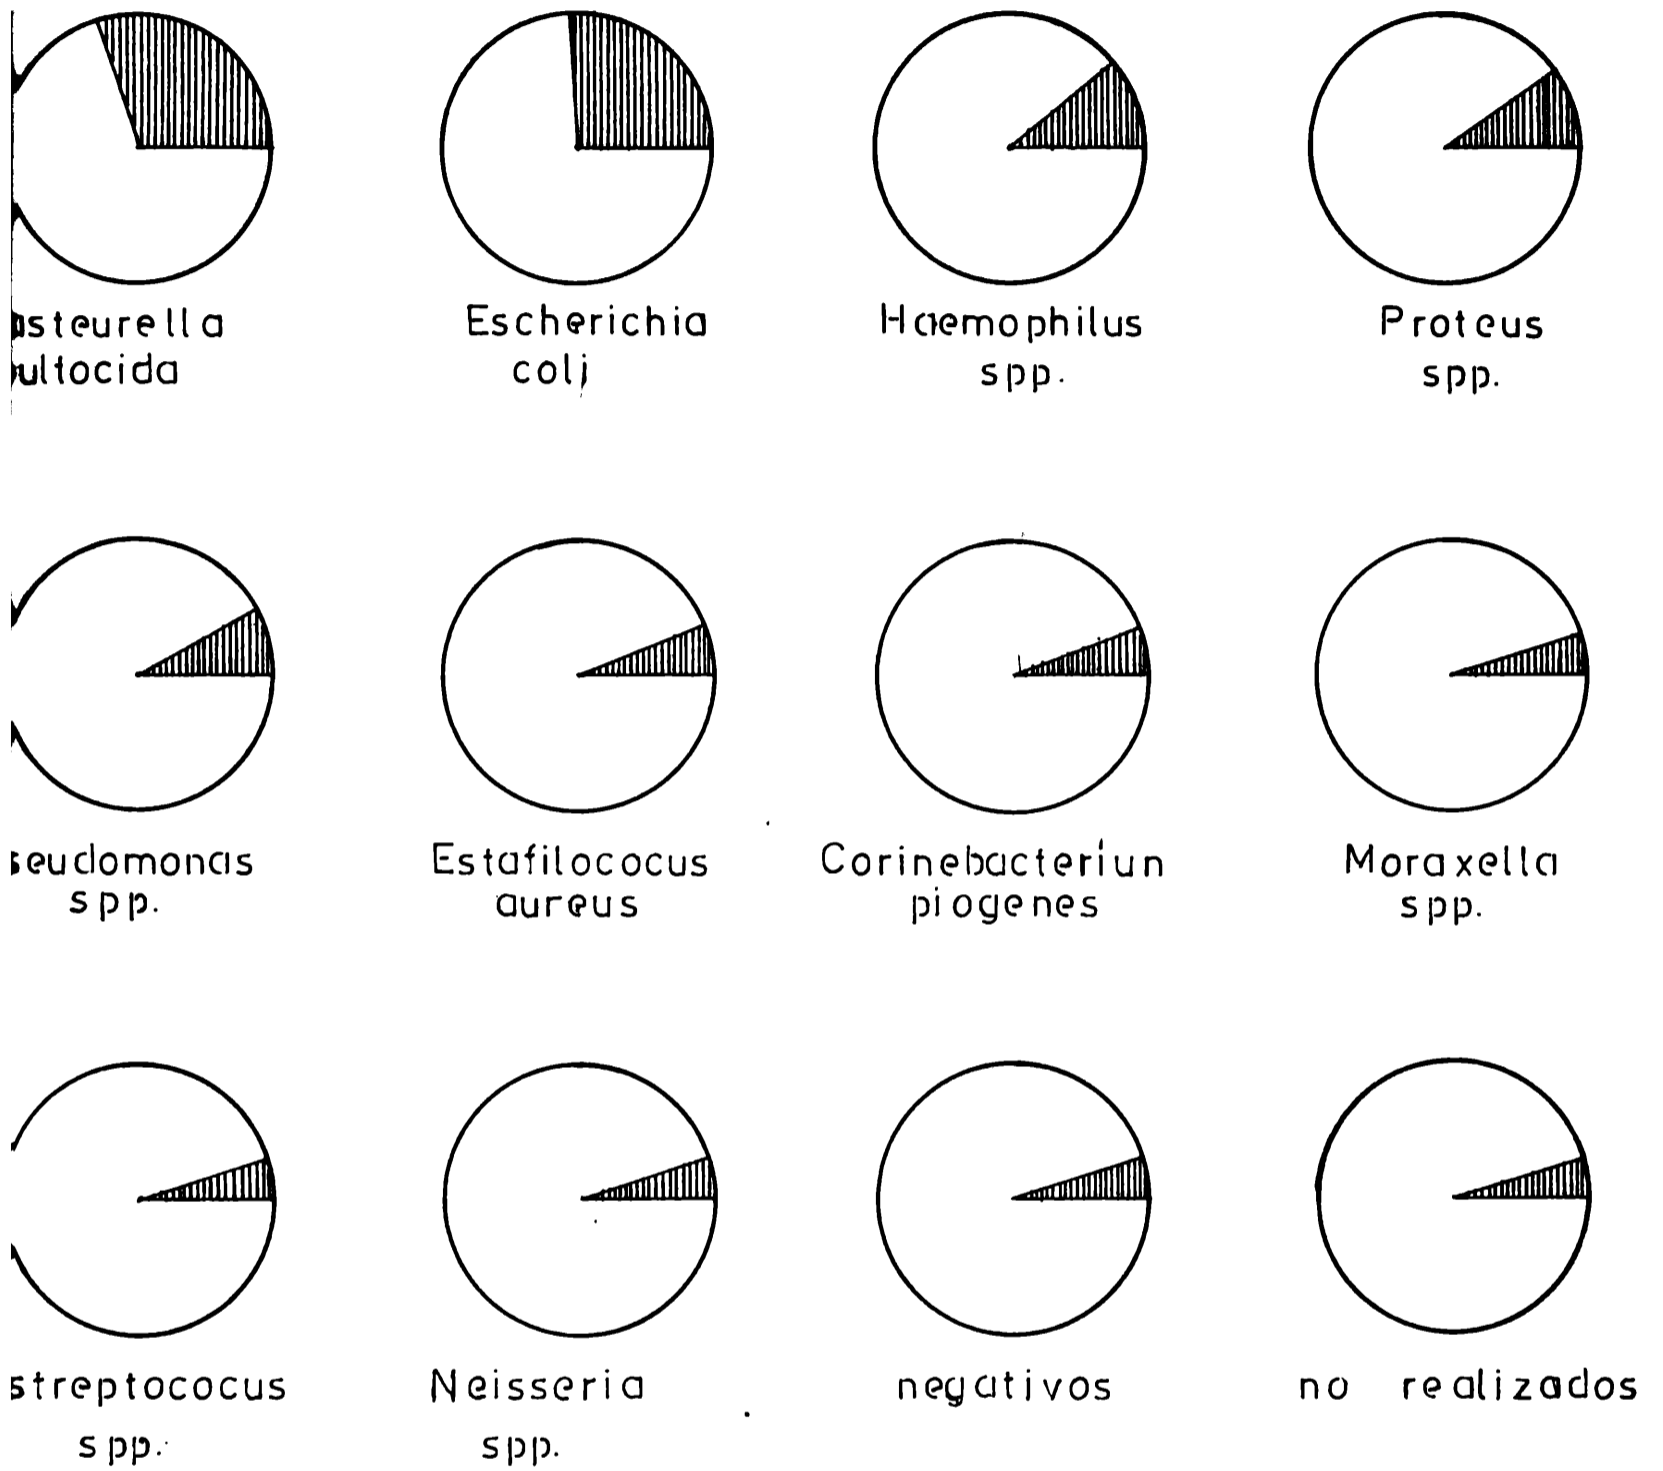 asteurella
ultocida
Escherichia
coli
Haemophilus
spp.
Proteus
spp.
seudomonas
spp.
Estafilococus
aureus
Corinebacteriun
piogenes
Moraxella
spp.
streptococus
spp.
Neisseria
spp.
negativos
no realizados